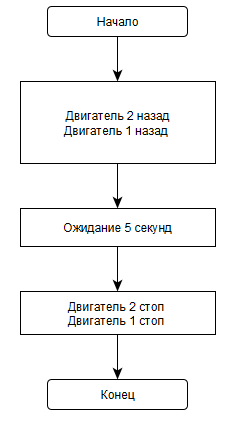 Начало
Двигатель 2 назад
Двигатель 1 назад
Ожидание 5 секунд
Двигатель 2 стоп
Двигатель 1 стоп
Конец